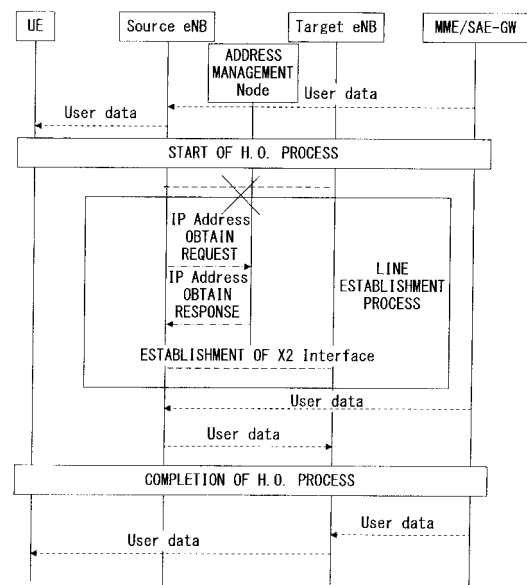 UE
Source eNB
Target eNB
MME/SAE-GW
ADDRESS
MANAGEMENT
Node
User data
User data
START OF H.O. PROCESS
IP Address
OBTAIN
REQUEST
IP Address
OBTAIN
RESPONSE
LINE
ESTABLISHMENT
PROCESS
ESTABLISHMENT OF X2 Interface
User data
User data
COMPLETION OF H.O. PROCESS
User data
User data